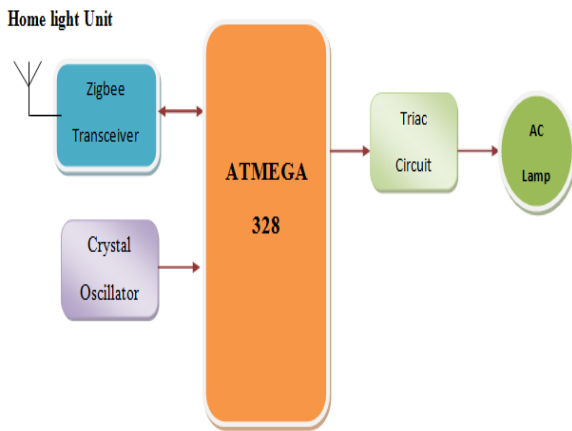 Home light Unit
Zigbee
Transceiver
Crystal
Oscillator
ATMEGA
328
Triac
Circuit
AC
Lamp